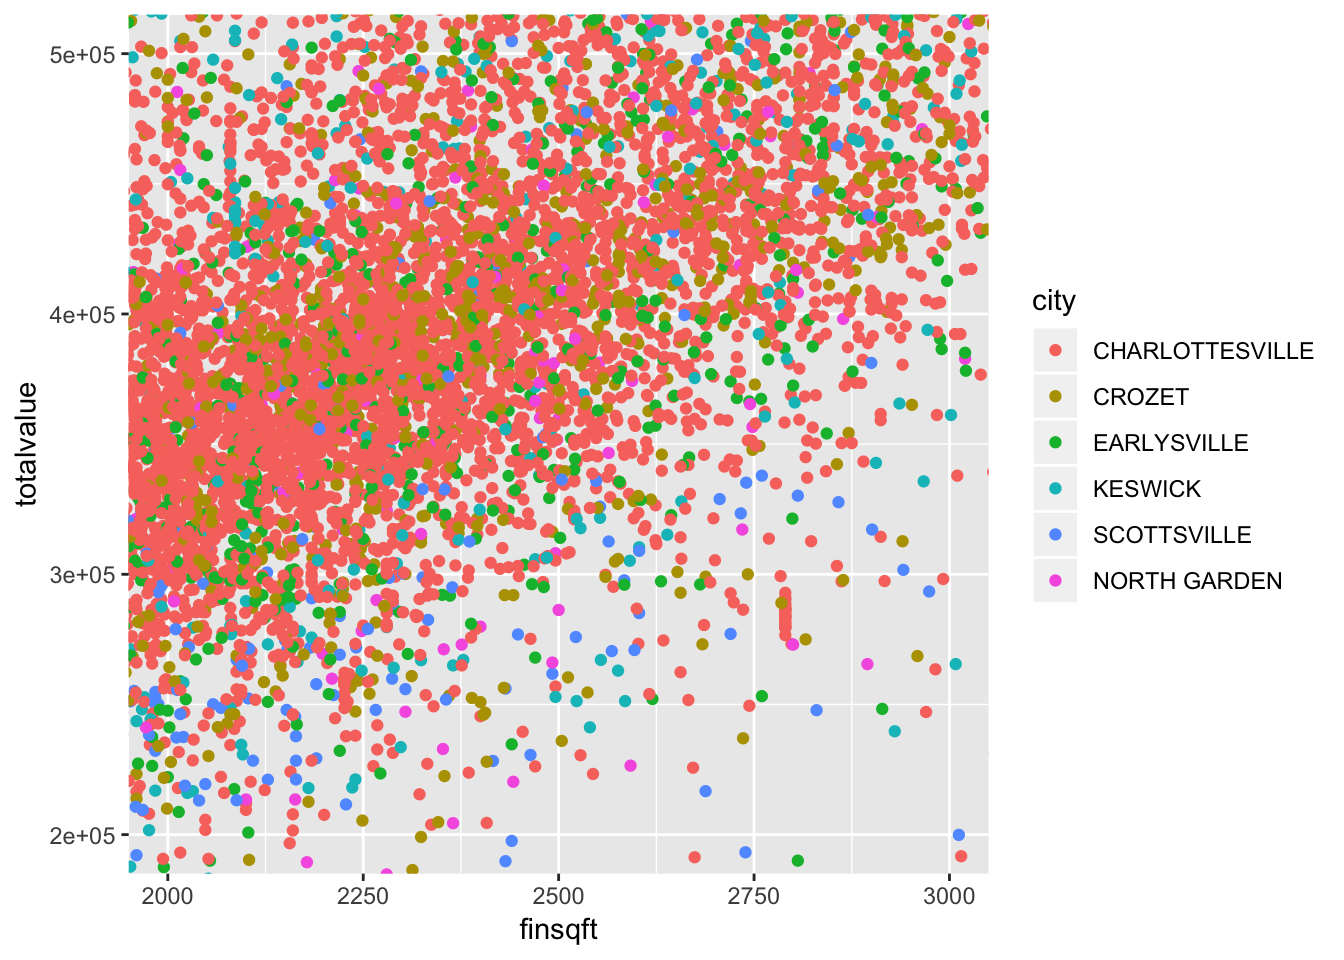 5e+05
4e+05
3e+05
2e+05
totalvalue
2000
2250
2500
2750
3000
finsqft
city
CHARLOTTESVILLE
CROZET
EARLYSVILLE
KESWICK
SCOTTSVILLE
NORTH GARDEN